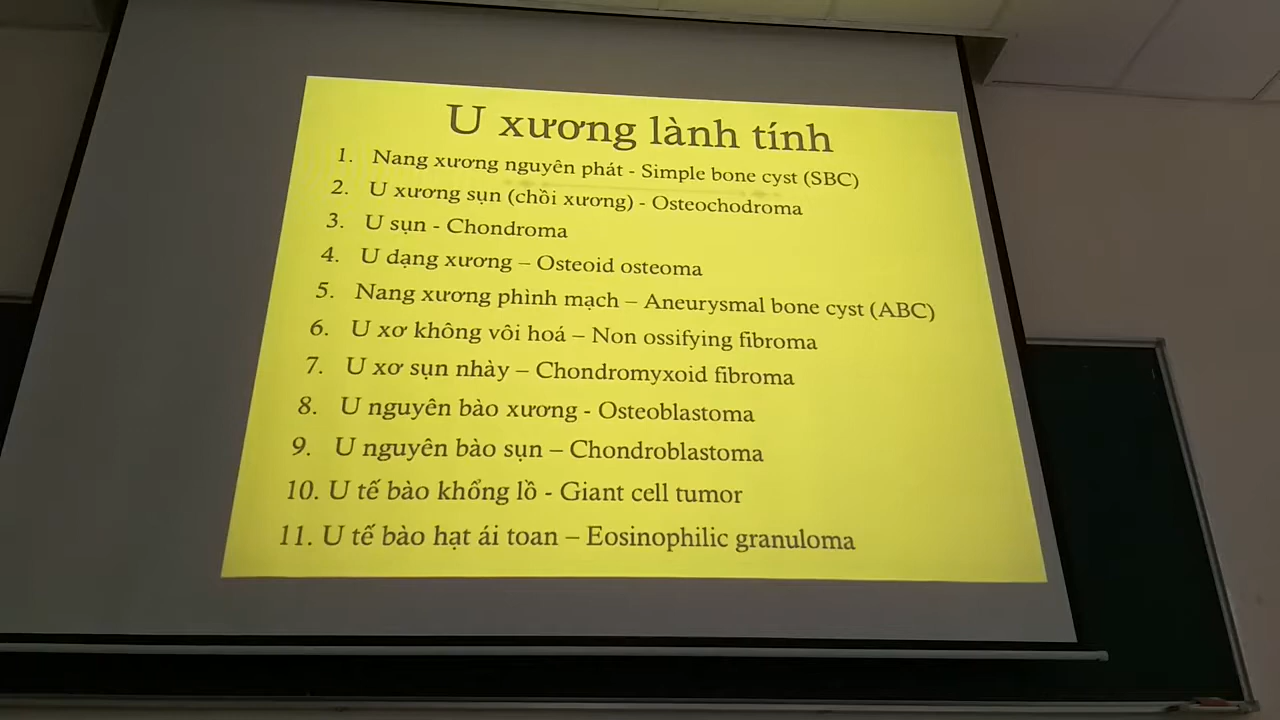 U xương lành tính
1. Nang xương nguyên phát - Simple bone cyst (SBC)
2. U xương sụn (chồi xương) - Osteochodroma
3. U sụn - Chondroma
4. U dạng xương – Osteoid osteoma
5. Nang xương phình mạch – Aneurysmal bone cyst (ABC)
6. U xơ không vôi hoá – Non ossifying fibroma
7. U xơ sụn nhày – Chondromyxoid fibroma
8. U nguyên bào xương - Osteoblastoma
9. U nguyên bào sụn – Chondroblastoma
10. U tế bào khổng lồ - Giant cell tumor
11. U tế bào hạt ái toan – Eosinophilic granuloma